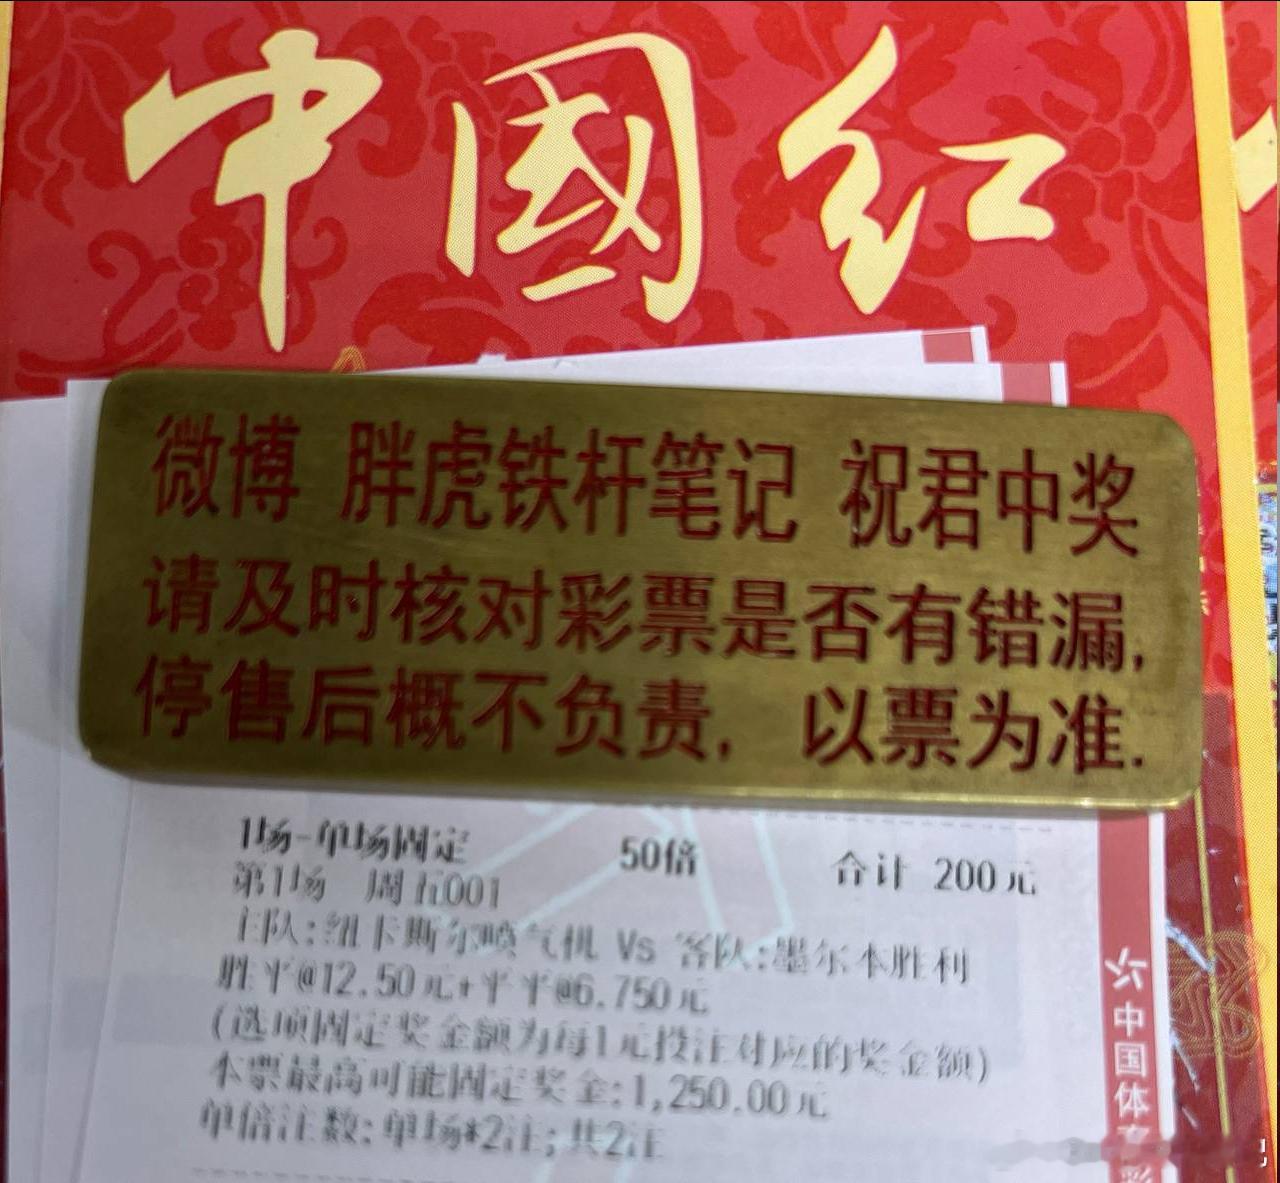 中國红
微博 胖虎铁杆笔记 祝君中奖
请及时核对彩票是否有错漏,
停售后概不负责, 以票为准.
1场-单场固定 50倍 合计 200元
第1场 周五001
主队:纽卡斯尔喷气机 Vs 客队:墨尔本胜利
胜平@12.50元+平平@6.750元
(选项固定奖金额为每1元投注对应的奖金额)
本票最高可能固定奖金:1,250.00元
单倍注数:单场*2注;共2注
中国体育彩